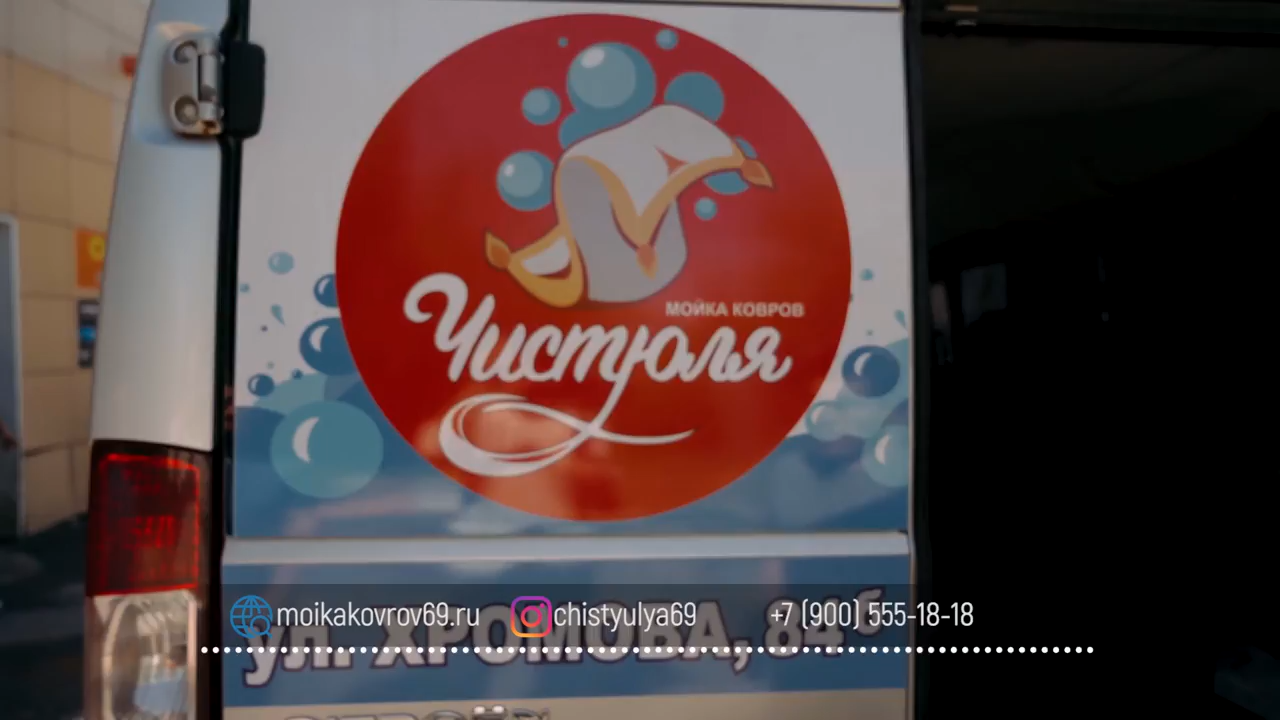 МОЙКА КОВРОВ
Чистюля
moikakovrov69.ru chistyulya69 +7 (900) 555-18-18
ул. ХРОМОВА, 84б